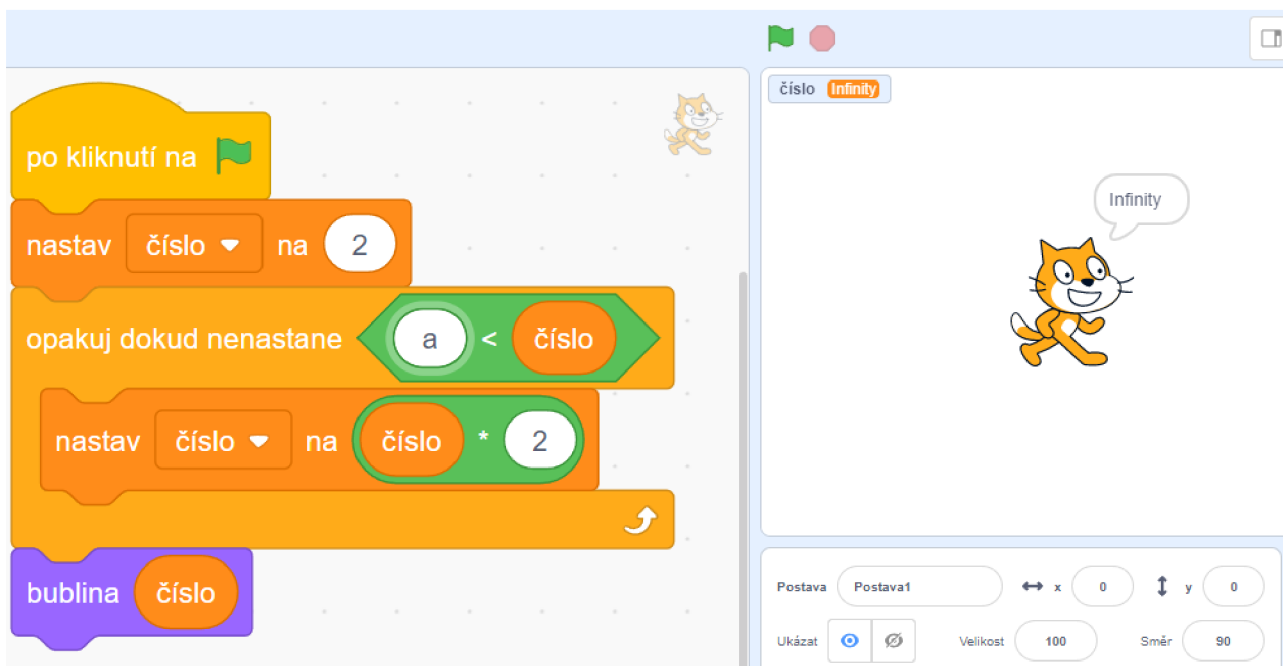 po kliknutí na
nastav číslo na 2
opakuj dokud nenastane a < číslo
nastav číslo na číslo * 2
bublina číslo
číslo Infinity
Infinity
Postava Postava1 x 0 y 0
Ukázat Velikost 100 Směr 90